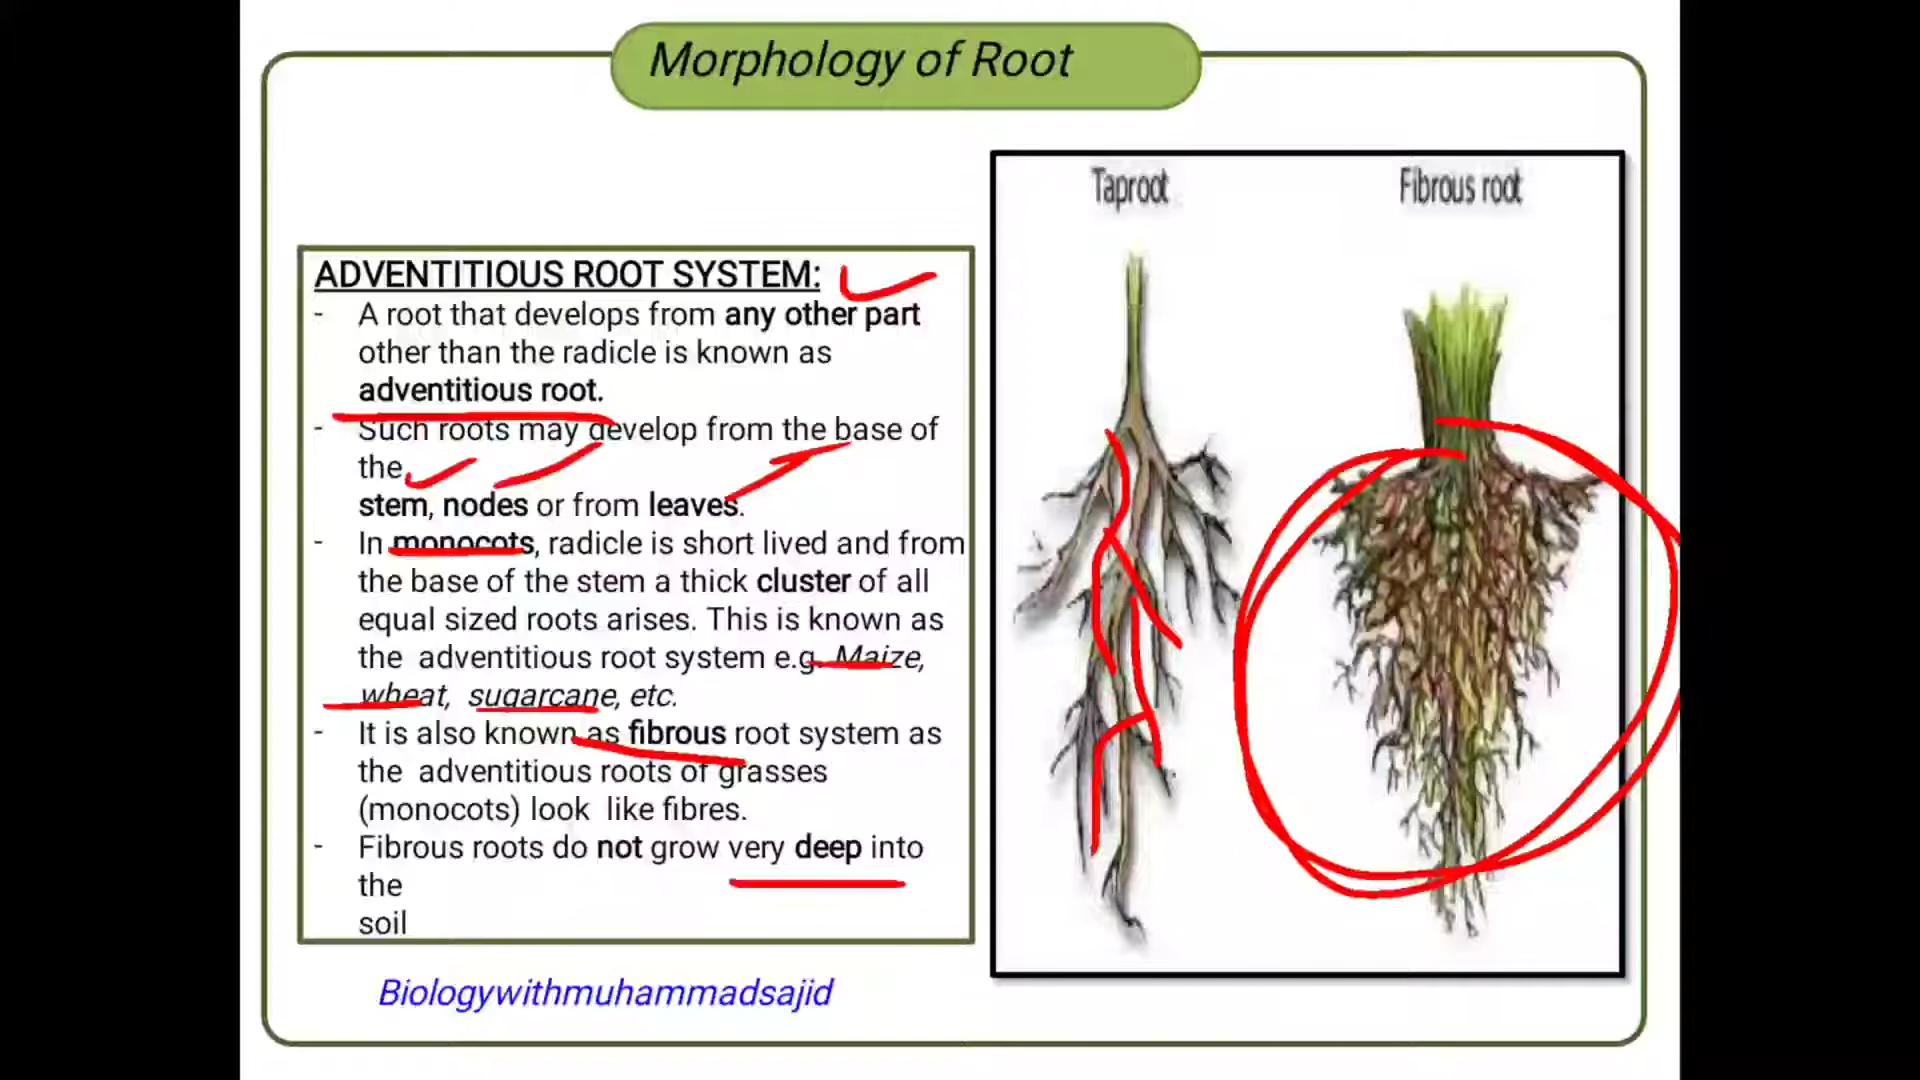 Morphology of Root
Taproot
Fibrous root
ADVENTITIOUS ROOT SYSTEM:
- A root that develops from any other part
other than the radicle is known as
adventitious root.
- Such roots may develop from the base of
the
stem, nodes or from leaves.
- In monocots, radicle is short lived and from
the base of the stem a thick cluster of all
equal sized roots arises. This is known as
the adventitious root system e.g. Maize,
wheat, sugarcane, etc.
- It is also known as fibrous root system as
the adventitious roots of grasses
(monocots) look like fibres.
- Fibrous roots do not grow very deep into
the
soil
Biologywithmuhammadsajid